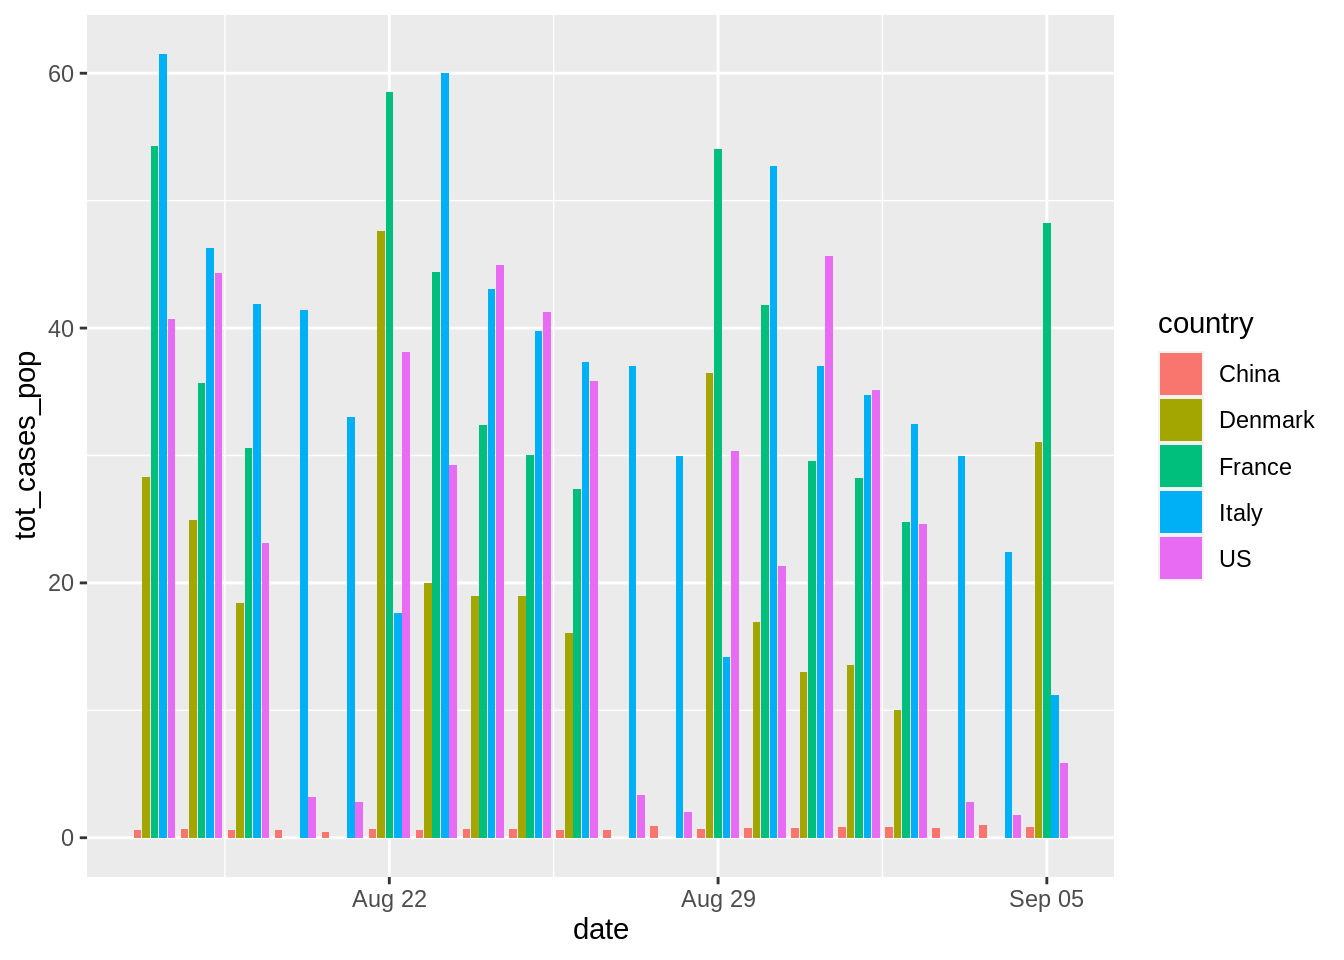 tot_cases_pop
60
40
20
0
Aug 22
Aug 29
Sep 05
date
country
China
Denmark
France
Italy
US